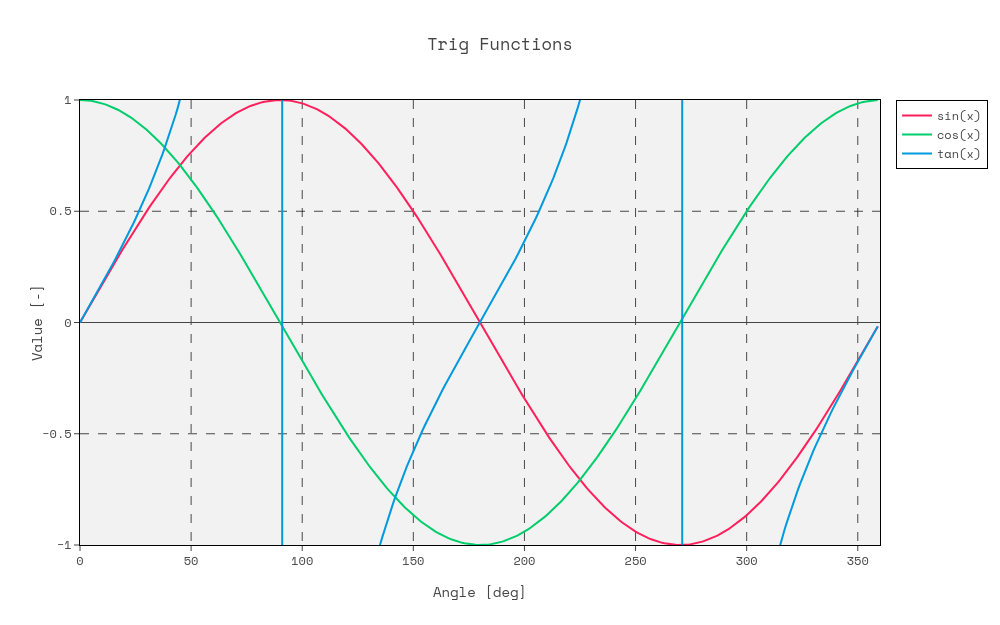 Trig Functions
sin(x)
cos(x)
tan(x)
Value [-]
1
0.5
0
−0.5
−1
0 50 100 150 200 250 300 350
Angle [deg]